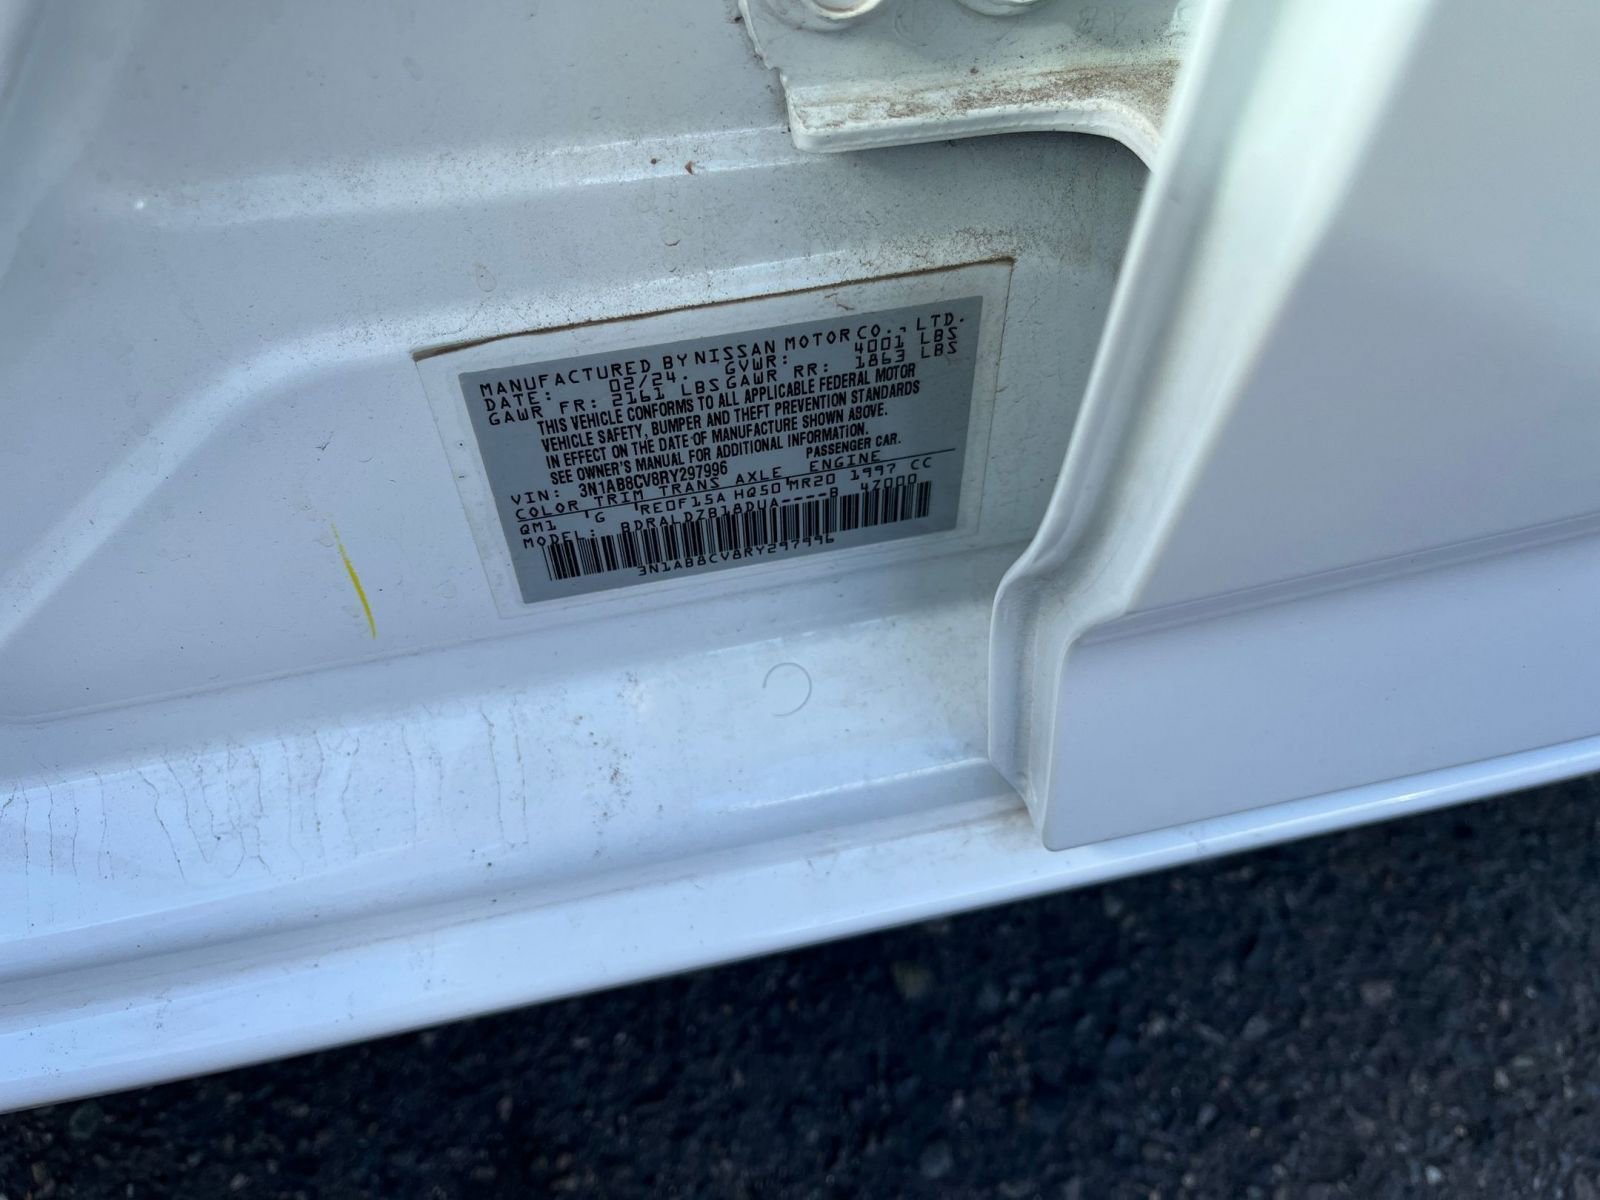 MANUFACTURED BY NISSAN MOTOR CO., LTD.
DATE: 02/24. GVWR: 4001 LBS
GAWR FR: 2161 LBS GAWR RR: 1863 LBS
THIS VEHICLE CONFORMS TO ALL APPLICABLE FEDERAL MOTOR
VEHICLE SAFETY, BUMPER AND THEFT PREVENTION STANDARDS
IN EFFECT ON THE DATE OF MANUFACTURE SHOWN ABOVE.
SEE OWNER'S MANUAL FOR ADDITIONAL INFORMATION.
VIN: 3N1AB8CV8RY297996 PASSENGER CAR.
COLOR TRIM TRANS AXLE ENGINE
QM1 G RE0F15A HQ50 MR20 1997 CC
MODEL: BDRALDZB18DUA----B 47000
3N1AB8CV8RY297996